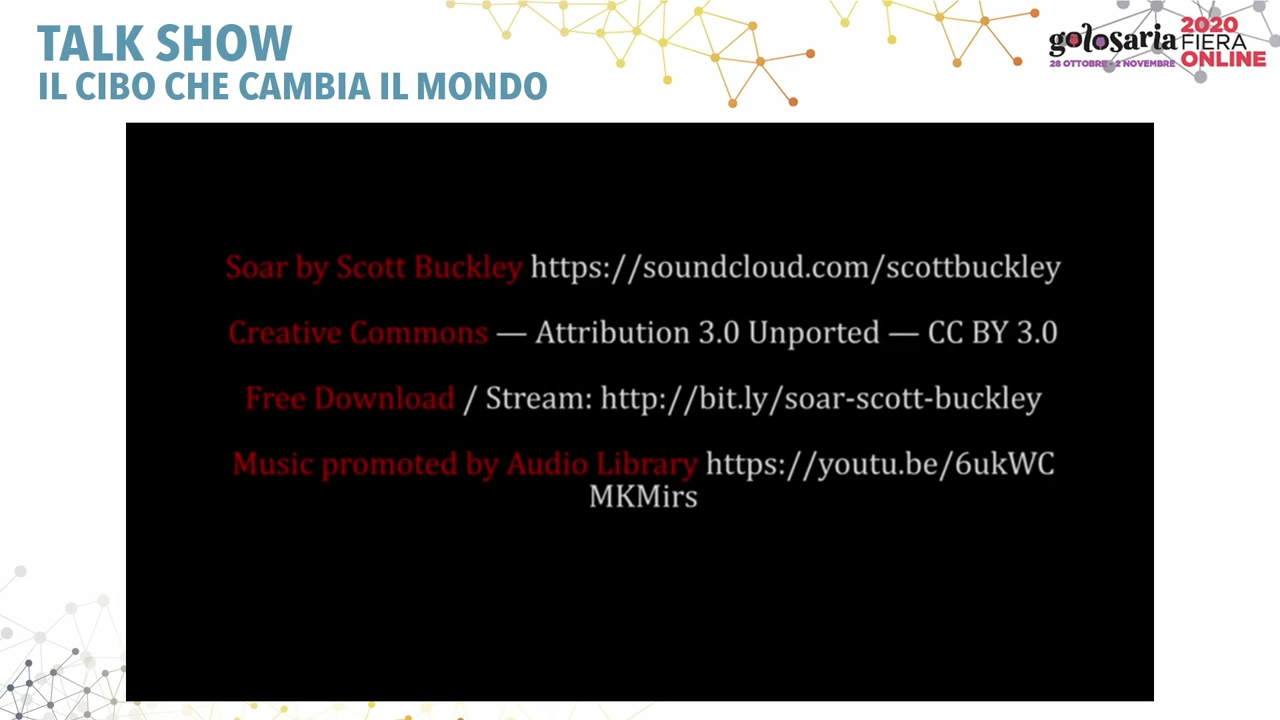 TALK SHOW
IL CIBO CHE CAMBIA IL MONDO
golosaria
28 OTTOBRE - 2 NOVEMBRE
2020
FIERA
ONLINE
Soar by Scott Buckley https://soundcloud.com/scottbuckley
Creative Commons — Attribution 3.0 Unported — CC BY 3.0
Free Download / Stream: http://bit.ly/soar-scott-buckley
Music promoted by Audio Library https://youtu.be/6ukWC
MKMirs